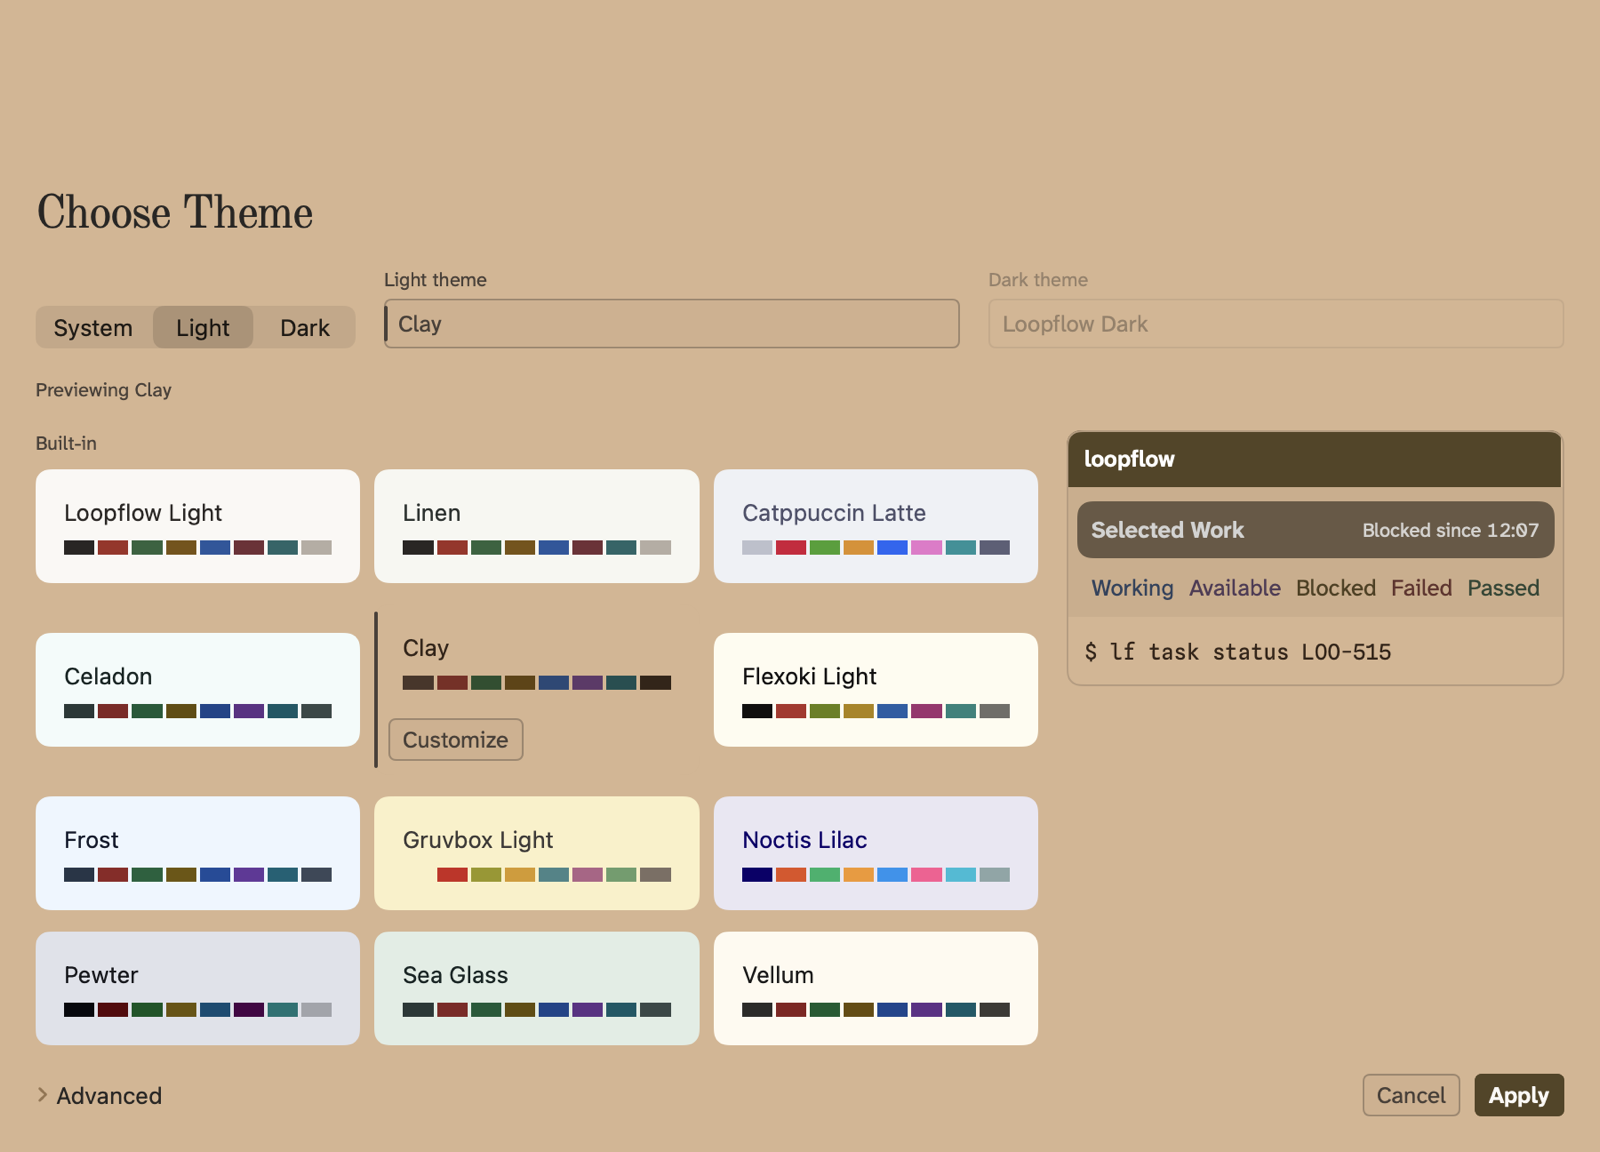 Choose Theme
Light theme
Dark theme
System Light Dark
Clay
Loopflow Dark
Previewing Clay
Built-in
Loopflow Light
Linen
Catppuccin Latte
Celadon
Clay
Customize
Flexoki Light
Frost
Gruvbox Light
Noctis Lilac
Pewter
Sea Glass
Vellum
loopflow
Selected Work Blocked since 12:07
Working Available Blocked Failed Passed
$ lf task status LOO-515
Advanced
Cancel
Apply